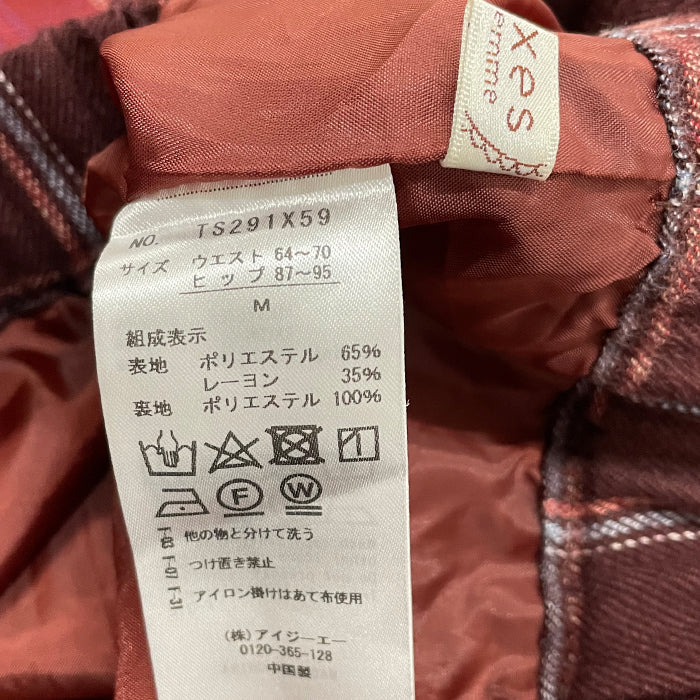 xes
emme
NO. TS291X59
サイズ ウエスト 64～70
ヒップ 87～95
M
組成表示
表地 ポリエステル 65%
レーヨン 35%
裏地 ポリエステル 100%
F W
T-03 他の物と分けて洗う
T-07 つけ置き禁止
T-31 アイロン掛けはあて布使用
(株)アイジーエー
0120-365-128
中国製